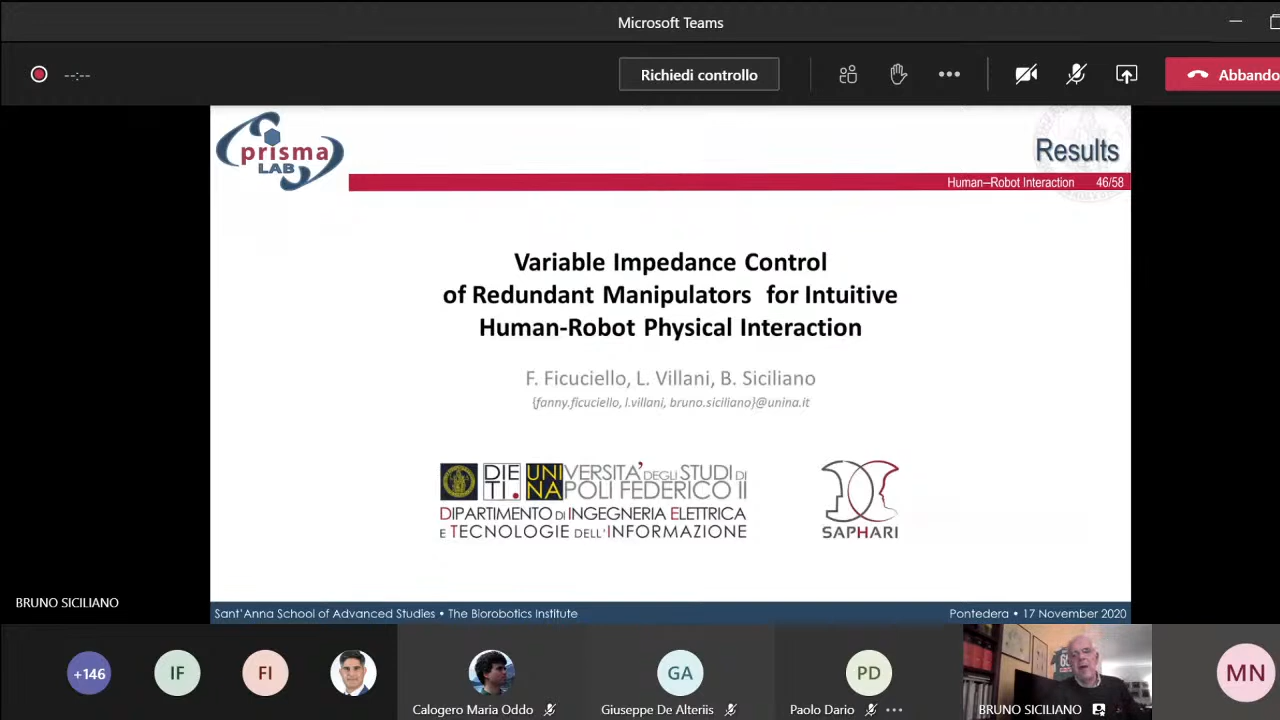 Microsoft Teams
--:--
Richiedi controllo
Abbando
prisma
LAB
Results
Human–Robot Interaction 46/58
Variable Impedance Control
of Redundant Manipulators for Intuitive
Human-Robot Physical Interaction
F. Ficuciello, L. Villani, B. Siciliano
{fanny.ficuciello, l.villani, bruno.siciliano}@unina.it
DIE
TI.
UNIVERSITA' DEGLI STUDI DI
NAPOLI FEDERICO II
DIPARTIMENTO DI INGEGNERIA ELETTRICA
E TECNOLOGIE DELL'INFORMAZIONE
SAPHARI
BRUNO SICILIANO
Sant'Anna School of Advanced Studies • The Biorobotics Institute
Pontedera • 17 November 2020
+146
IF
FI
Calogero Maria Oddo
GA
Giuseppe De Alteriis
PD
Paolo Dario
BRUNO SICILIANO
MN